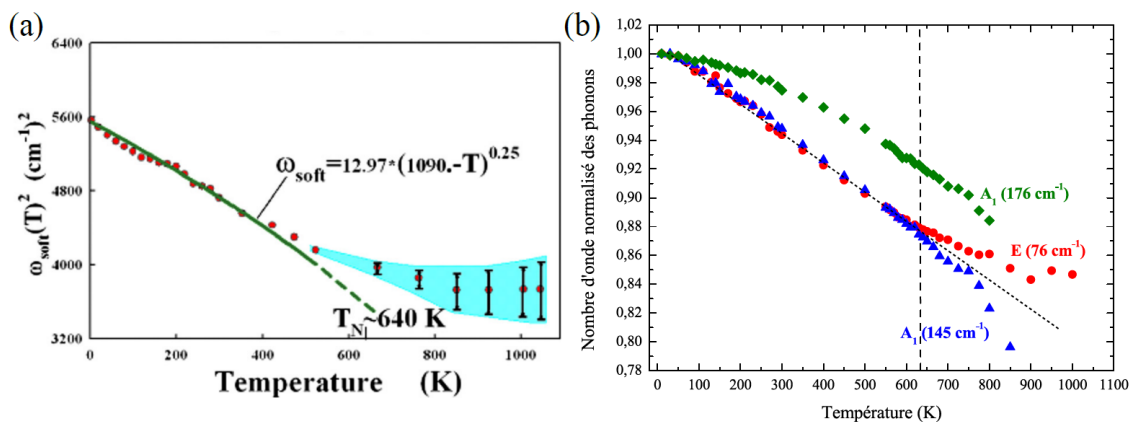 (a)
6400
5600
4800
4000
3200
ω_soft(T)² (cm⁻¹)²
ω_soft=12.97*(1090.-T)^0.25
T_N~640 K
0 200 400 600 800 1000
Temperature (K)
(b)
1,02
1,00
0,98
0,96
0,94
0,92
0,90
0,88
0,86
0,84
0,82
0,80
0,78
Nombre d'onde normalisé des phonons
A₁ (176 cm⁻¹)
E (76 cm⁻¹)
A₁ (145 cm⁻¹)
0 100 200 300 400 500 600 700 800 900 1000 1100
Température (K)